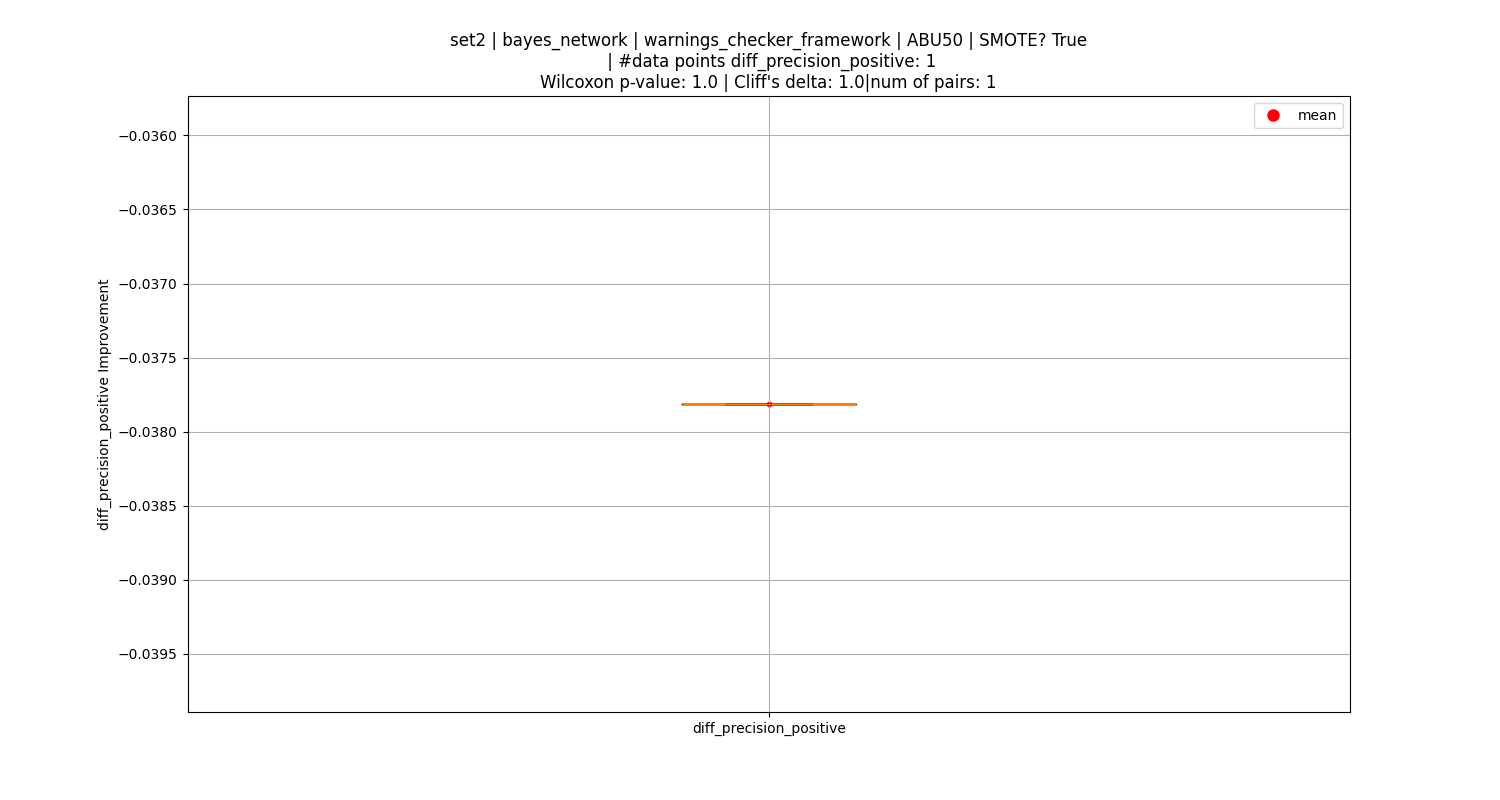 set2 | bayes_network | warnings_checker_framework | ABU50 | SMOTE? True
| #data points diff_precision_positive: 1
Wilcoxon p-value: 1.0 | Cliff's delta: 1.0|num of pairs: 1
mean
−0.0360
−0.0365
−0.0370
−0.0375
−0.0380
−0.0385
−0.0390
−0.0395
diff_precision_positive Improvement
diff_precision_positive